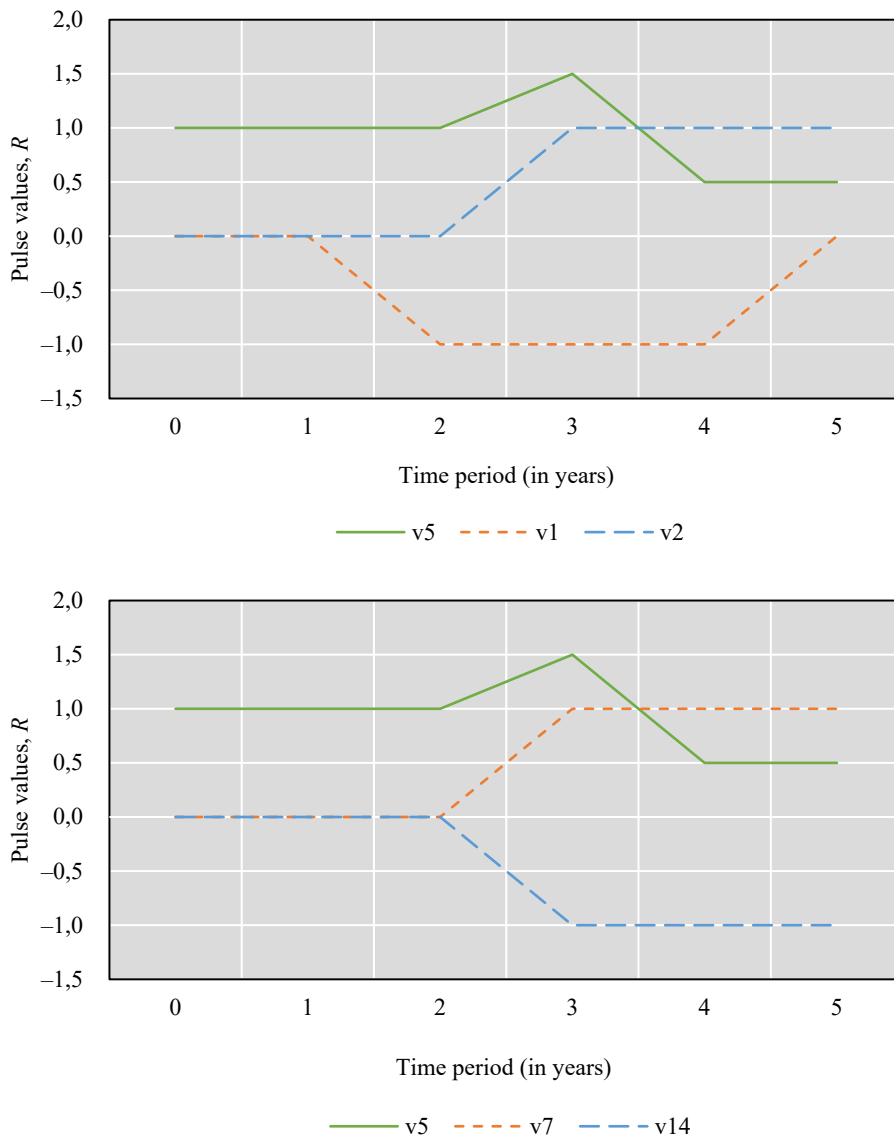 2,0
1,5
1,0
0,5
0,0
–0,5
–1,0
–1,5
Pulse values, R
0 1 2 3 4 5
Time period (in years)
v5 v1 v2
2,0
1,5
1,0
0,5
0,0
–0,5
–1,0
–1,5
Pulse values, R
0 1 2 3 4 5
Time period (in years)
v5 v7 v14